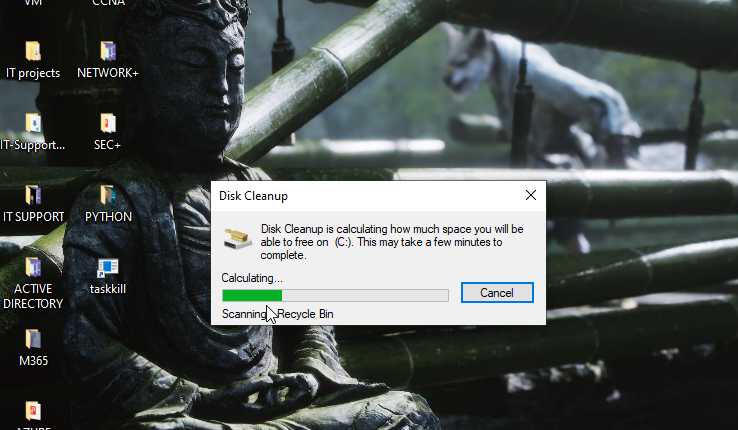 VM
CCNA
IT projects
NETWORK+
IT-Support...
SEC+
IT SUPPORT
PYTHON
ACTIVE
DIRECTORY
taskkill
M365
AZURE
Disk Cleanup
Disk Cleanup is calculating how much space you will be
able to free on (C:). This may take a few minutes to
complete.
Calculating...
Cancel
Scanning: Recycle Bin